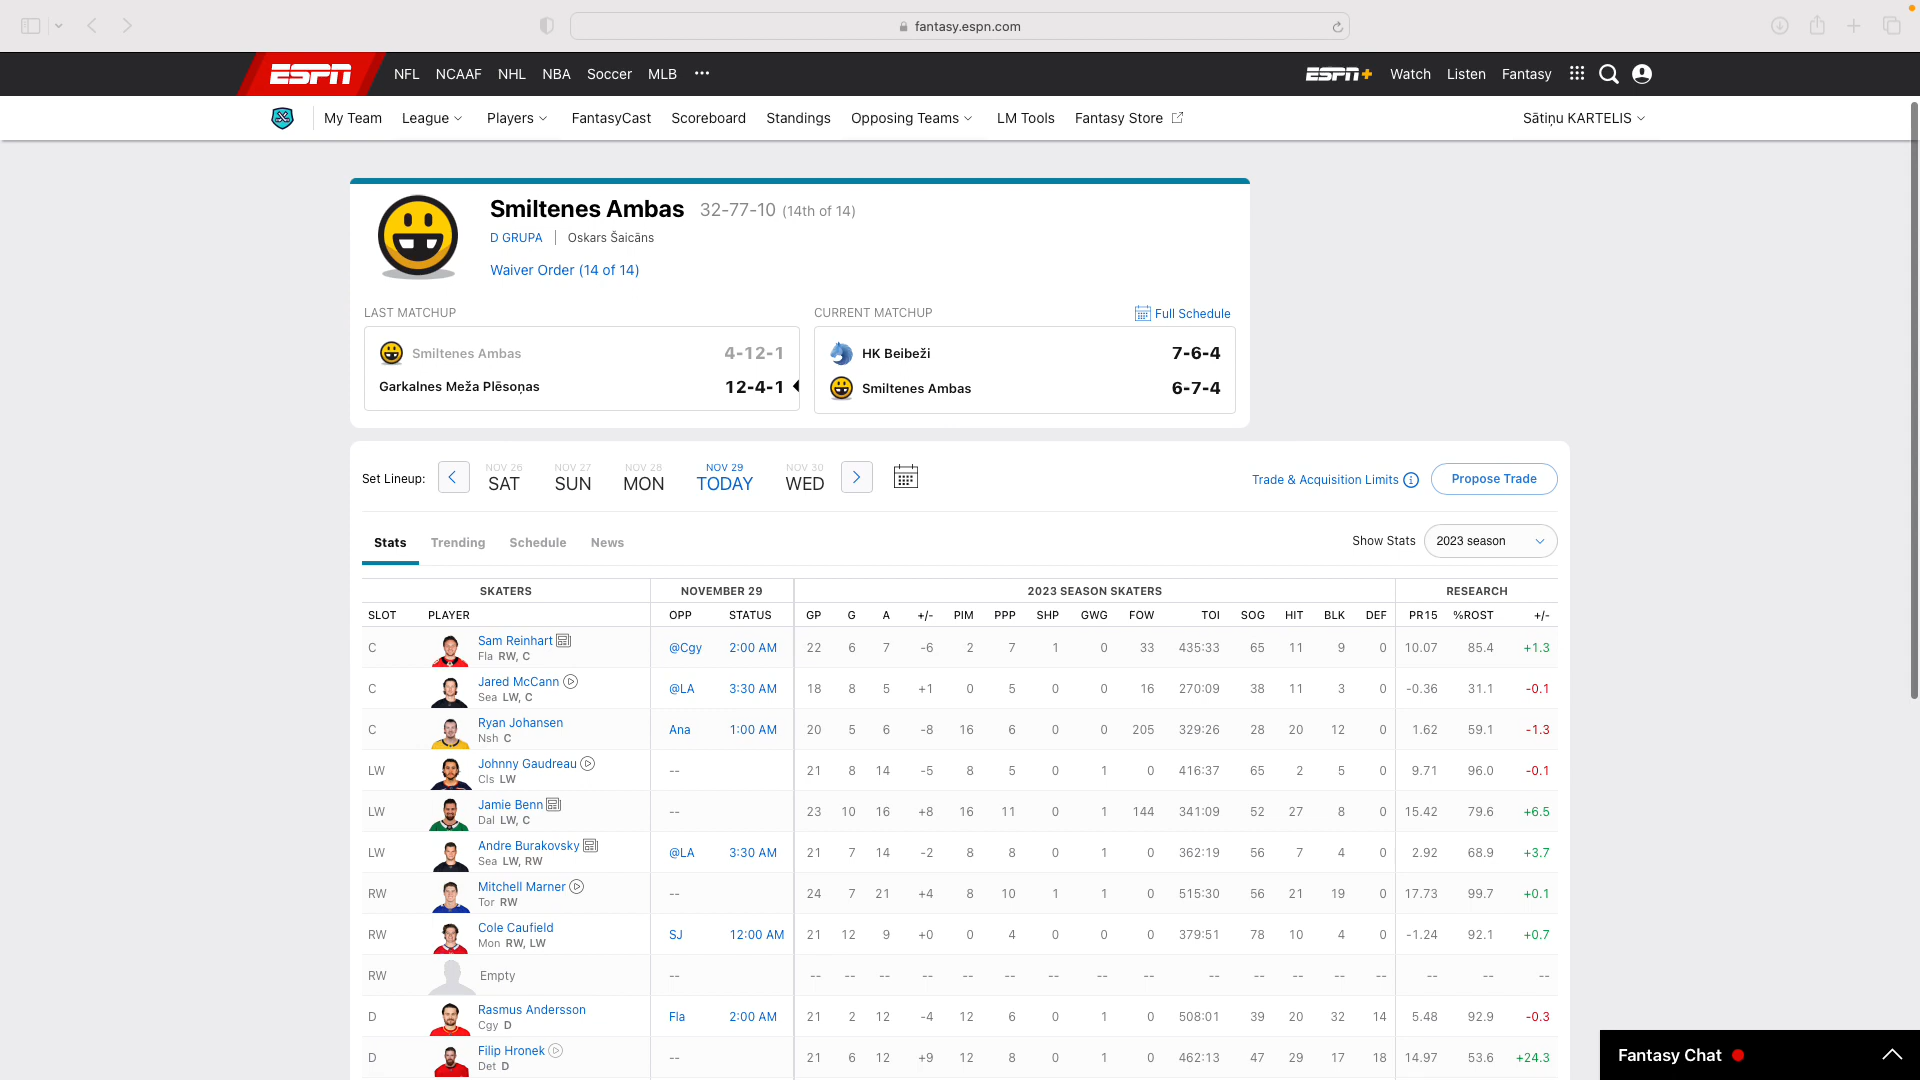 fantasy.espn.com
ESPN NFL NCAAF NHL NBA Soccer MLB ESPN+ Watch Listen Fantasy
My Team League Players FantasyCast Scoreboard Standings Opposing Teams LM Tools Fantasy Store Sātiņu KARTELIS
Smiltenes Ambas 32-77-10 (14th of 14)
D GRUPA Oskars Šaicāns
Waiver Order (14 of 14)
LAST MATCHUP CURRENT MATCHUP Full Schedule
Smiltenes Ambas 4-12-1 HK Beibeži 7-6-4
Garkalnes Meža Plēsoņas 12-4-1 Smiltenes Ambas 6-7-4
NOV 26 NOV 27 NOV 28 NOV 29 NOV 30
Set Lineup: SAT SUN MON TODAY WED Trade & Acquisition Limits Propose Trade
Stats Trending Schedule News Show Stats 2023 season
SKATERS NOVEMBER 29 2023 SEASON SKATERS RESEARCH
SLOT PLAYER OPP STATUS GP G A +/- PIM PPP SHP GWG FOW TOI SOG HIT BLK DEF PR15 %ROST +/-
C Sam Reinhart Fla RW, C @Cgy 2:00 AM 22 6 7 -6 2 7 1 0 33 435:33 65 11 9 0 10.07 85.4 +1.3
C Jared McCann Sea LW, C @LA 3:30 AM 18 8 5 +1 0 5 0 0 16 270:09 38 11 3 0 -0.36 31.1 -0.1
C Ryan Johansen Nsh C Ana 1:00 AM 20 5 6 -8 16 6 0 0 205 329:26 28 20 12 0 1.62 59.1 -1.3
LW Johnny Gaudreau Cls LW -- 21 8 14 -5 8 5 0 1 0 416:37 65 2 5 0 9.71 96.0 -0.1
LW Jamie Benn Dal LW, C -- 23 10 16 +8 16 11 0 1 144 341:09 52 27 8 0 15.42 79.6 +6.5
LW Andre Burakovsky Sea LW, RW @LA 3:30 AM 21 7 14 -2 8 8 0 1 0 362:19 56 7 4 0 2.92 68.9 +3.7
RW Mitchell Marner Tor RW -- 24 7 21 +4 8 10 1 1 0 515:30 56 21 19 0 17.73 99.7 +0.1
RW Cole Caufield Mon RW, LW SJ 12:00 AM 21 12 9 +0 0 4 0 0 0 379:51 78 10 4 0 -1.24 92.1 +0.7
RW Empty -- -- -- -- -- -- -- -- -- -- -- -- -- -- -- -- -- --
D Rasmus Andersson Cgy D Fla 2:00 AM 21 2 12 -4 12 6 0 1 0 508:01 39 20 32 14 5.48 92.9 -0.3
D Filip Hronek Det D -- 21 6 12 +9 12 8 0 1 0 462:13 47 29 17 18 14.97 53.6 +24.3
Fantasy Chat